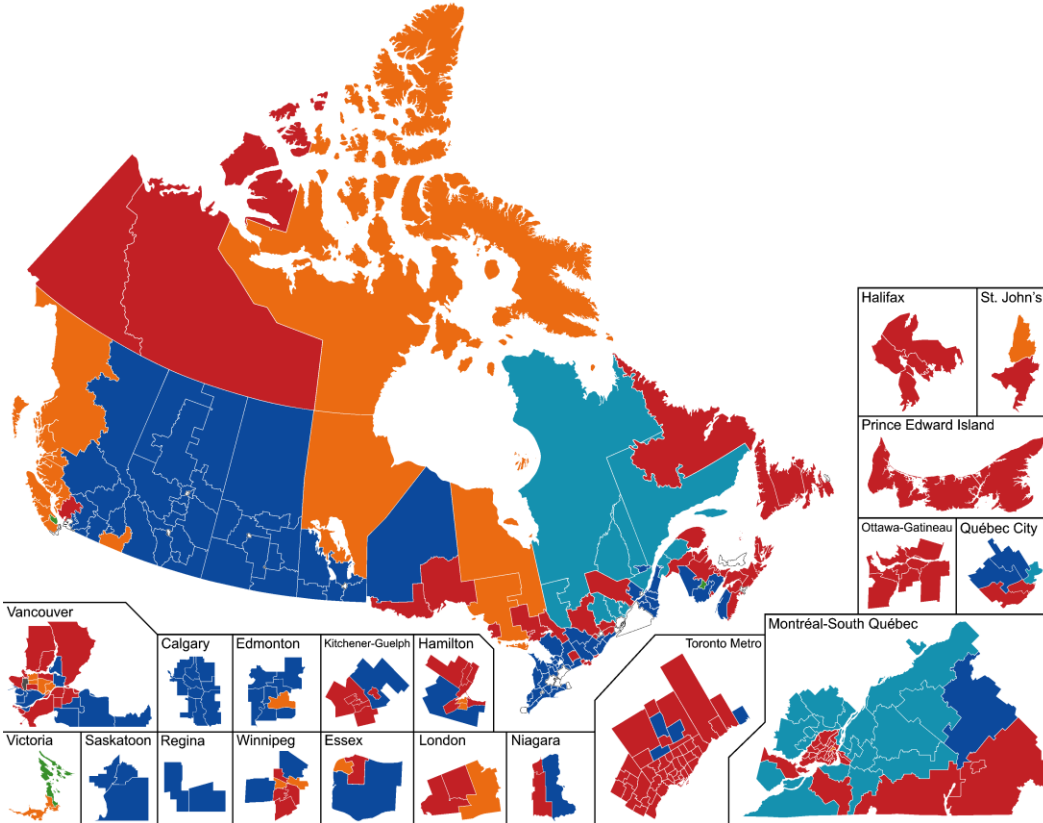 Halifax
St. John's
Prince Edward Island
Ottawa-Gatineau
Québec City
Vancouver
Calgary
Edmonton
Kitchener-Guelph
Hamilton
Toronto Metro
Montréal-South Québec
Victoria
Saskatoon
Regina
Winnipeg
Essex
London
Niagara